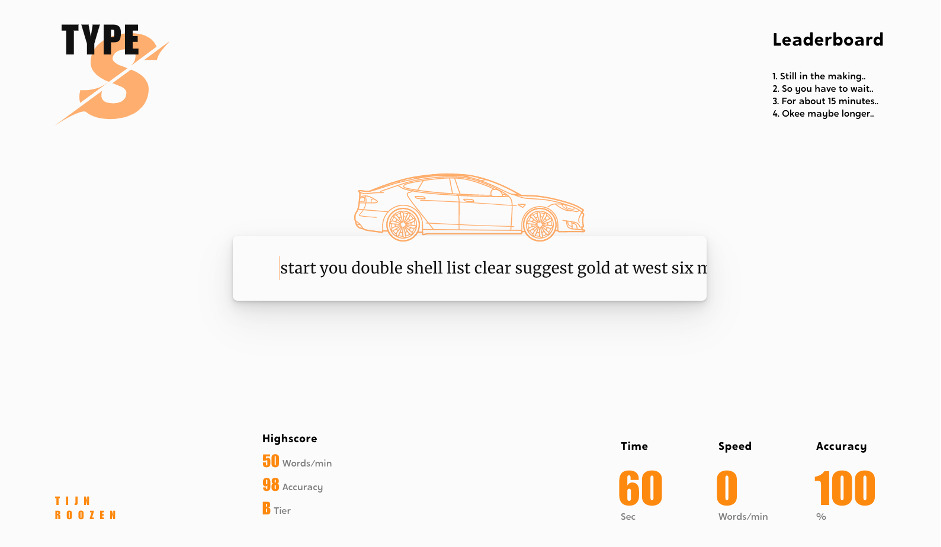 TYPE
S
Leaderboard
1. Still in the making..
2. So you have to wait..
3. For about 15 minutes..
4. Okee maybe longer..
start you double shell list clear suggest gold at west six
Highscore
50 Words/min
98 Accuracy
B Tier
Time
60
Sec
Speed
0
Words/min
Accuracy
100
%
TIJN
ROOZEN